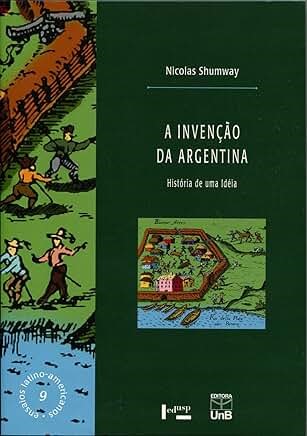 Nicolas Shumway
A INVENÇÃO
DA ARGENTINA
História de uma Idéia
Buenos Aires
ensaios latino-americanos
9
edusp
EDITORA
UnB